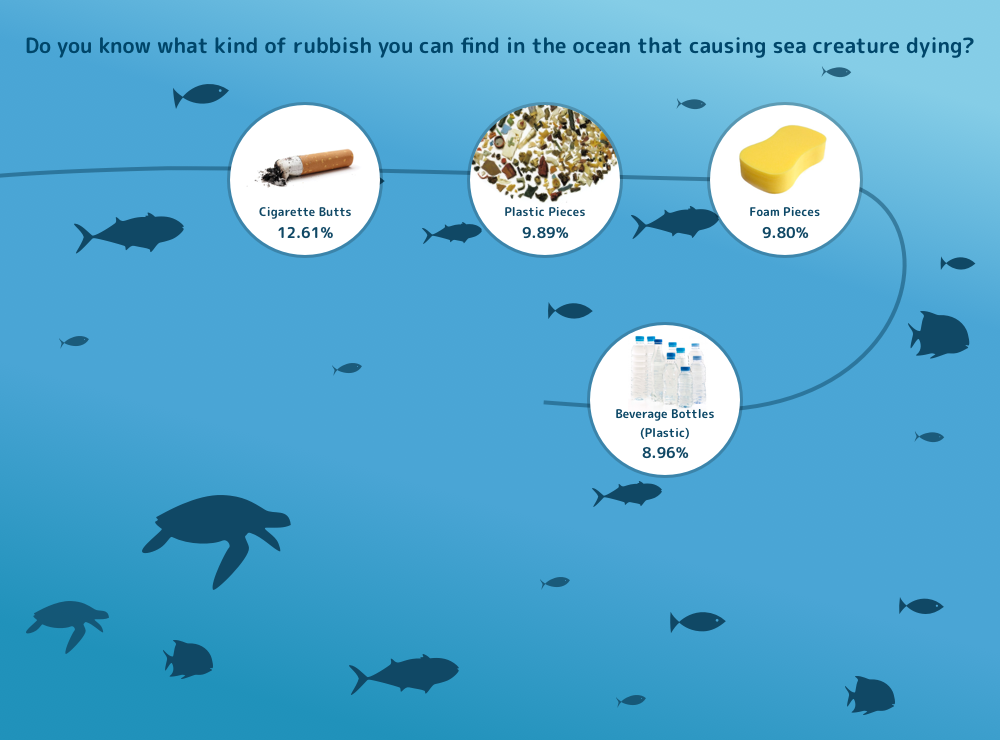 Do you know what kind of rubbish you can find in the ocean that causing sea creature dying?
Cigarette Butts
12.61%
Plastic Pieces
9.89%
Foam Pieces
9.80%
Beverage Bottles
(Plastic)
8.96%